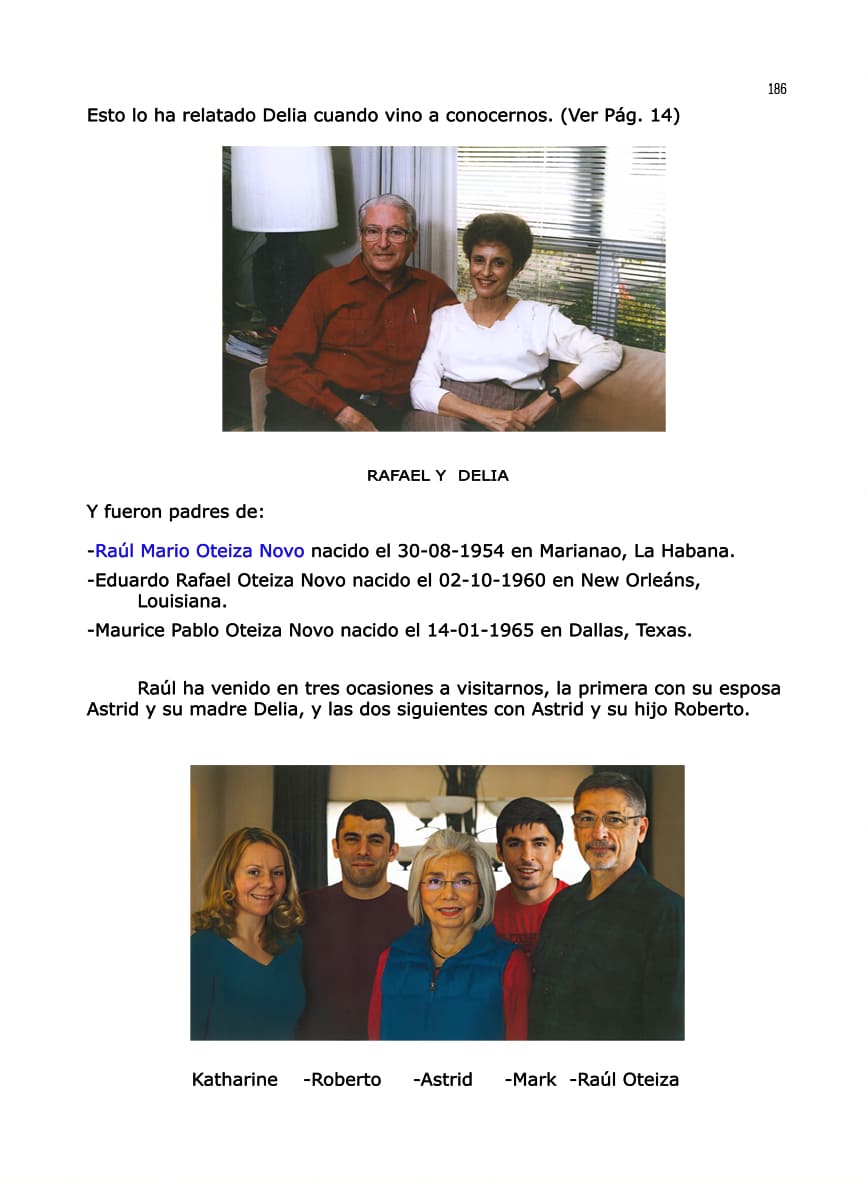 186
Esto lo ha relatado Delia cuando vino a conocernos. (Ver Pág. 14)
RAFAEL Y DELIA
Y fueron padres de:
-Raúl Mario Oteiza Novo nacido el 30-08-1954 en Marianao, La Habana.
-Eduardo Rafael Oteiza Novo nacido el 02-10-1960 en New Orleáns,
Louisiana.
-Maurice Pablo Oteiza Novo nacido el 14-01-1965 en Dallas, Texas.
Raúl ha venido en tres ocasiones a visitarnos, la primera con su esposa
Astrid y su madre Delia, y las dos siguientes con Astrid y su hijo Roberto.
Katharine -Roberto -Astrid -Mark -Raúl Oteiza